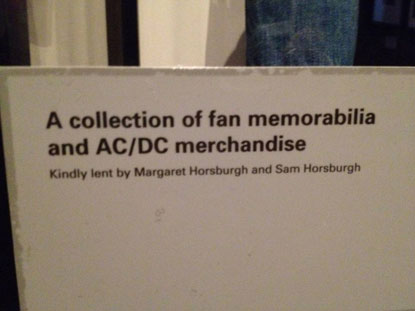 A collection of fan memorabilia
and AC/DC merchandise
Kindly lent by Margaret Horsburgh and Sam Horsburgh